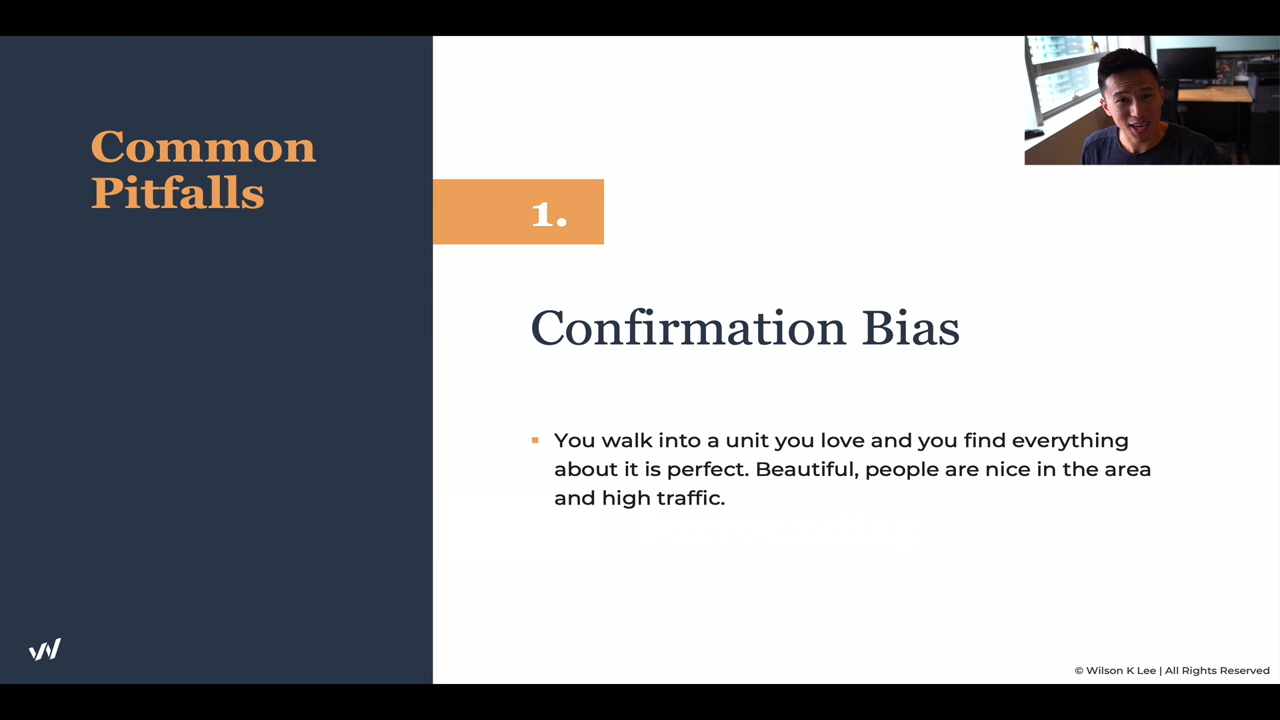 Common
Pitfalls
1.
Confirmation Bias
You walk into a unit you love and you find everything
about it is perfect. Beautiful, people are nice in the area
and high traffic.
© Wilson K Lee | All Rights Reserved